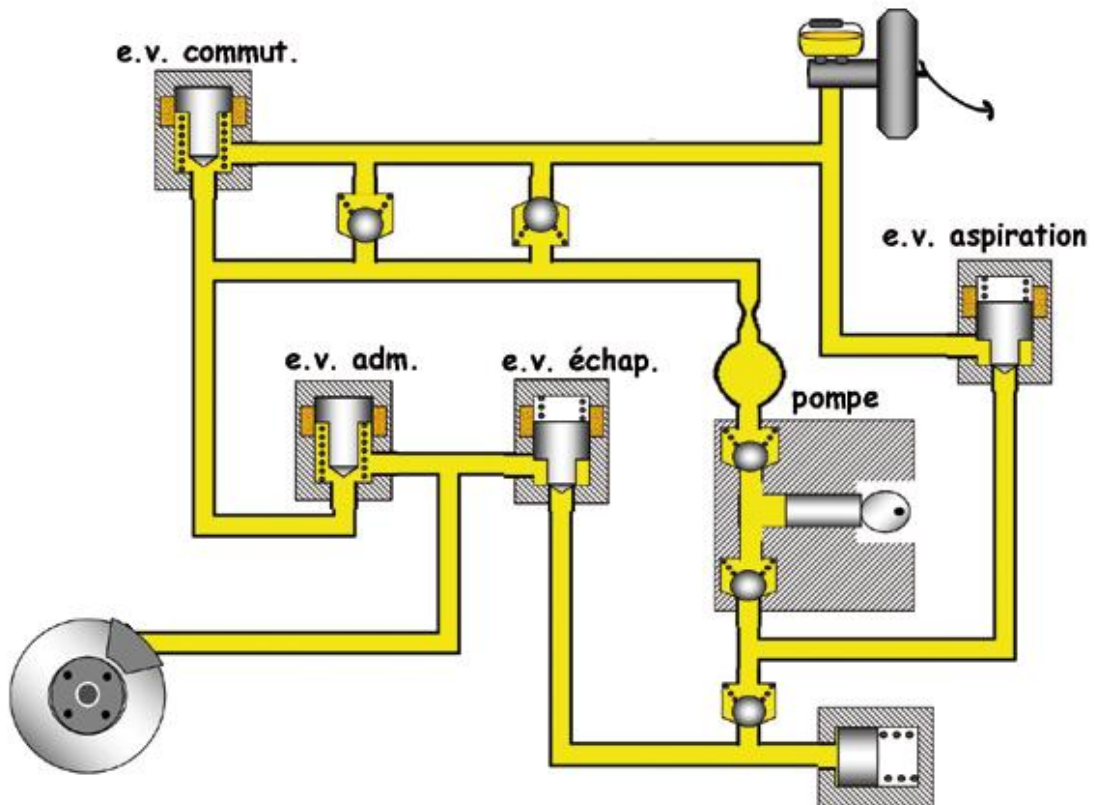 e.v. commut.
e.v. aspiration
e.v. adm.
e.v. échap.
pompe